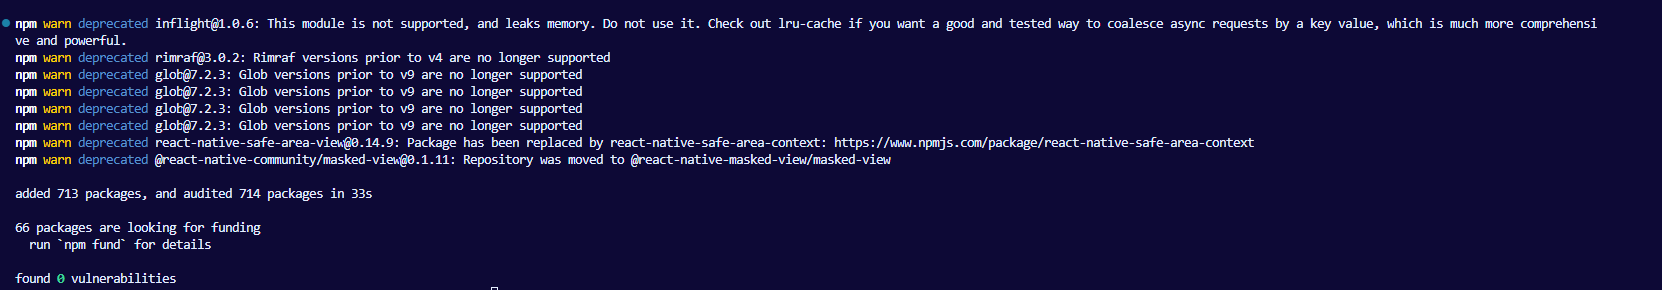 npm warn deprecated inflight@1.0.6: This module is not supported, and leaks memory. Do not use it. Check out lru-cache if you want a good and tested way to coalesce async requests by a key value, which is much more comprehensi
ve and powerful.
npm warn deprecated rimraf@3.0.2: Rimraf versions prior to v4 are no longer supported
npm warn deprecated glob@7.2.3: Glob versions prior to v9 are no longer supported
npm warn deprecated glob@7.2.3: Glob versions prior to v9 are no longer supported
npm warn deprecated glob@7.2.3: Glob versions prior to v9 are no longer supported
npm warn deprecated glob@7.2.3: Glob versions prior to v9 are no longer supported
npm warn deprecated react-native-safe-area-view@0.14.9: Package has been replaced by react-native-safe-area-context: https://www.npmjs.com/package/react-native-safe-area-context
npm warn deprecated @react-native-community/masked-view@0.1.11: Repository was moved to @react-native-masked-view/masked-view
added 713 packages, and audited 714 packages in 33s
66 packages are looking for funding
run `npm fund` for details
found 0 vulnerabilities